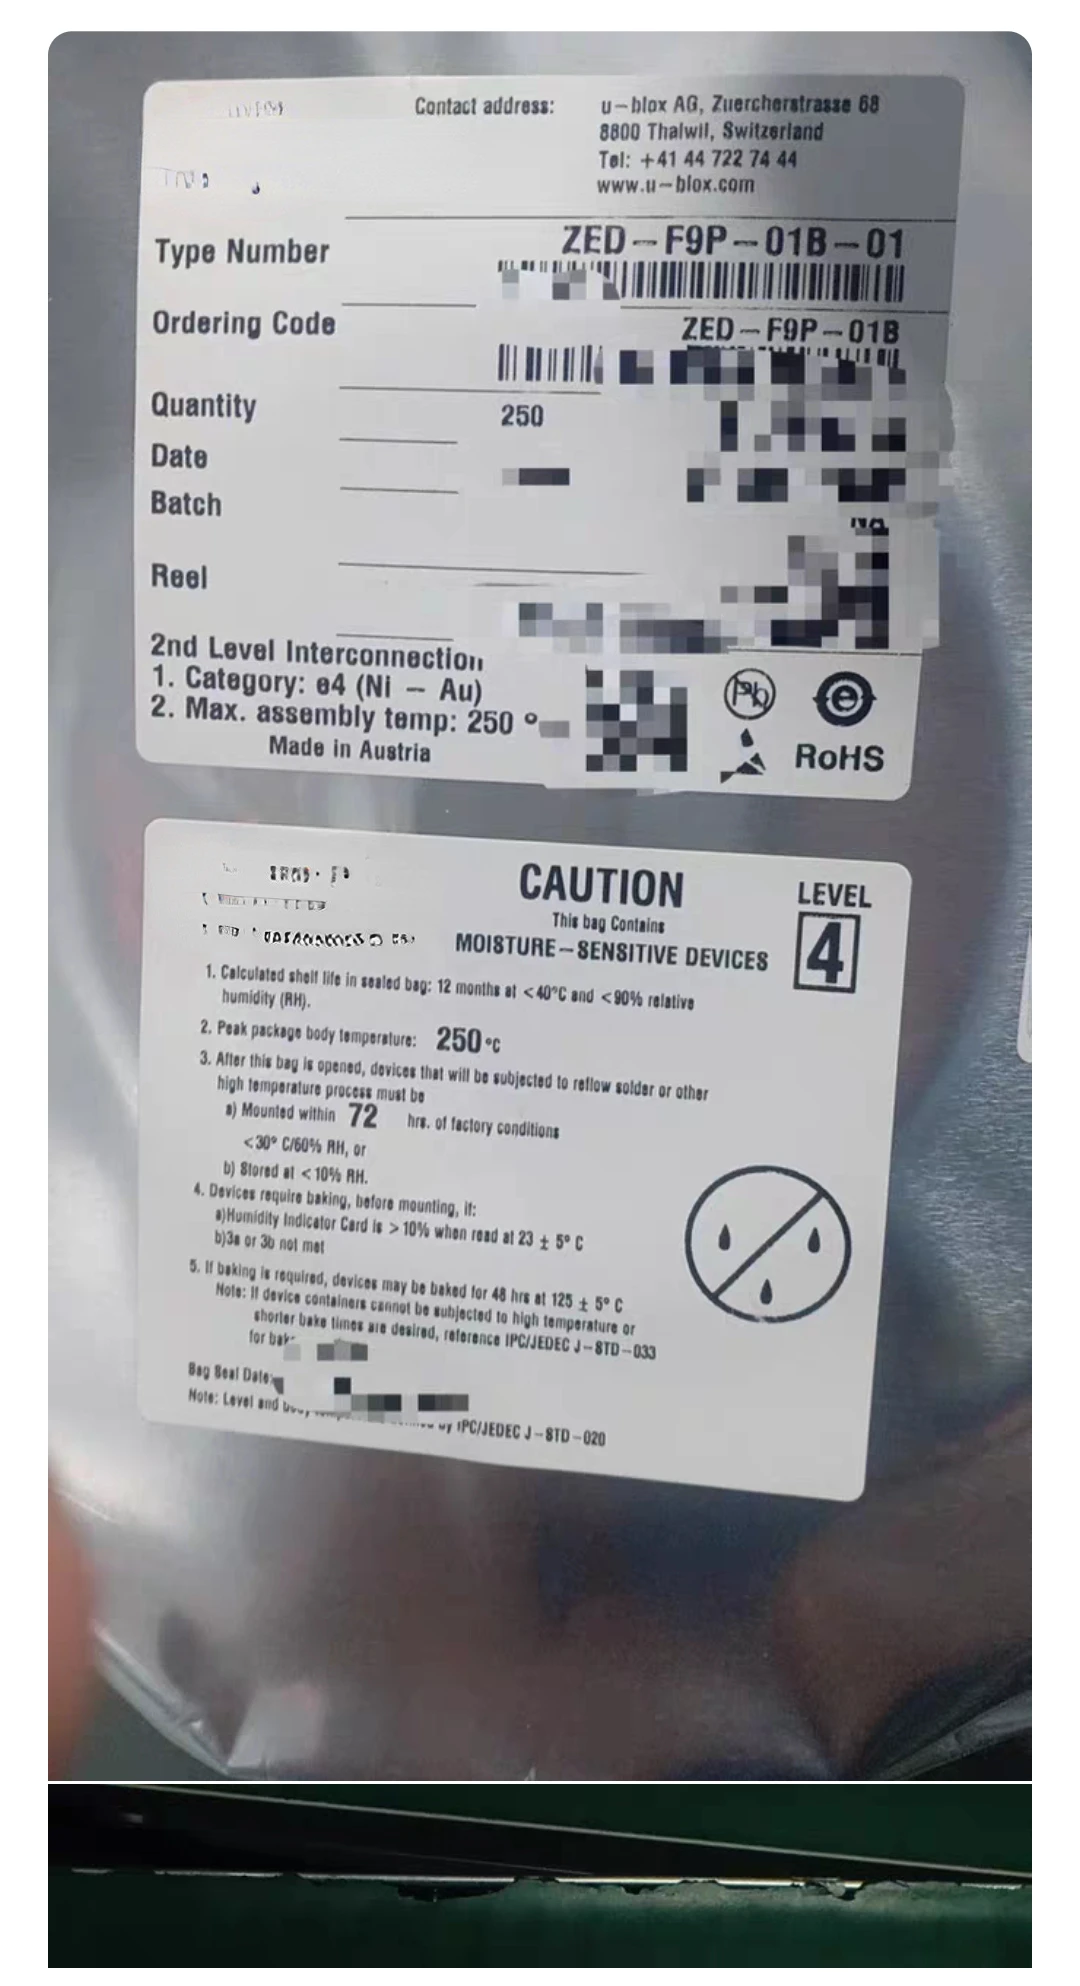 Contact address: u-blox AG, Zuercherstrasse 68
8800 Thalwil, Switzerland
Tel: +41 44 722 74 44
www.u-blox.com
Type Number ZED-F9P-01B-01
Ordering Code ZED-F9P-01B
Quantity 250
Date
Batch
Reel
2nd Level Interconnection
1. Category: e4 (Ni - Au)
2. Max. assembly temp: 250 °
Made in Austria
Pb
e
RoHS
CAUTION
This bag Contains
MOISTURE-SENSITIVE DEVICES
LEVEL
4
1. Calculated shelf life in sealed bag: 12 months at <40°C and <90% relative
humidity (RH).
2. Peak package body temperature: 250 °C
3. After this bag is opened, devices that will be subjected to reflow solder or other
high temperature process must be
a) Mounted within 72 hrs. of factory conditions
<30° C/60% RH, or
b) Stored at <10% RH.
4. Devices require baking, before mounting, if:
a)Humidity Indicator Card is >10% when read at 23 ± 5° C
b)3a or 3b not met
5. If baking is required, devices may be baked for 48 hrs at 125 ± 5° C
Note: If device containers cannot be subjected to high temperature or
shorter bake times are desired, reference IPC/JEDEC J-STD-033
for
Bag Seal Date:
Note: Level and by IPC/JEDEC J-STD-020